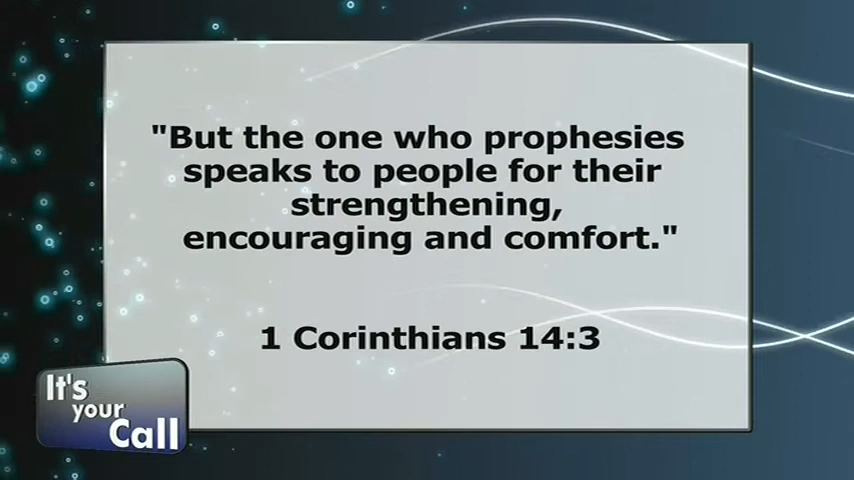 "But the one who prophesies
speaks to people for their
strengthening,
encouraging and comfort."
1 Corinthians 14:3
It's
your
Call